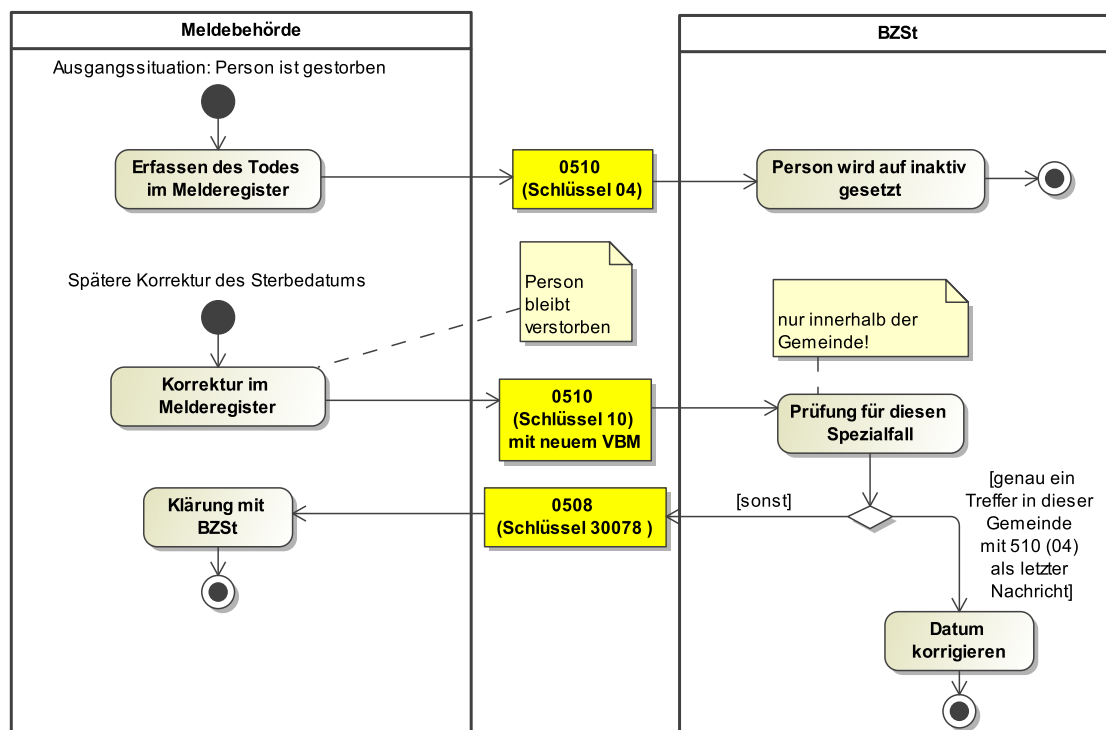 Meldebehörde
BZSt
Ausgangssituation: Person ist gestorben
Erfassen des Todes
im Melderegister
0510
(Schlüssel 04)
Person wird auf inaktiv
gesetzt
Spätere Korrektur des Sterbedatums
Person
bleibt
verstorben
nur innerhalb der
Gemeinde!
Korrektur im
Melderegister
0510
(Schlüssel 10)
mit neuem VBM
Prüfung für diesen
Spezialfall
Klärung mit
BZSt
0508
(Schlüssel 30078 )
[sonst]
[genau ein
Treffer in dieser
Gemeinde
mit 510 (04)
als letzter
Nachricht]
Datum
korrigieren